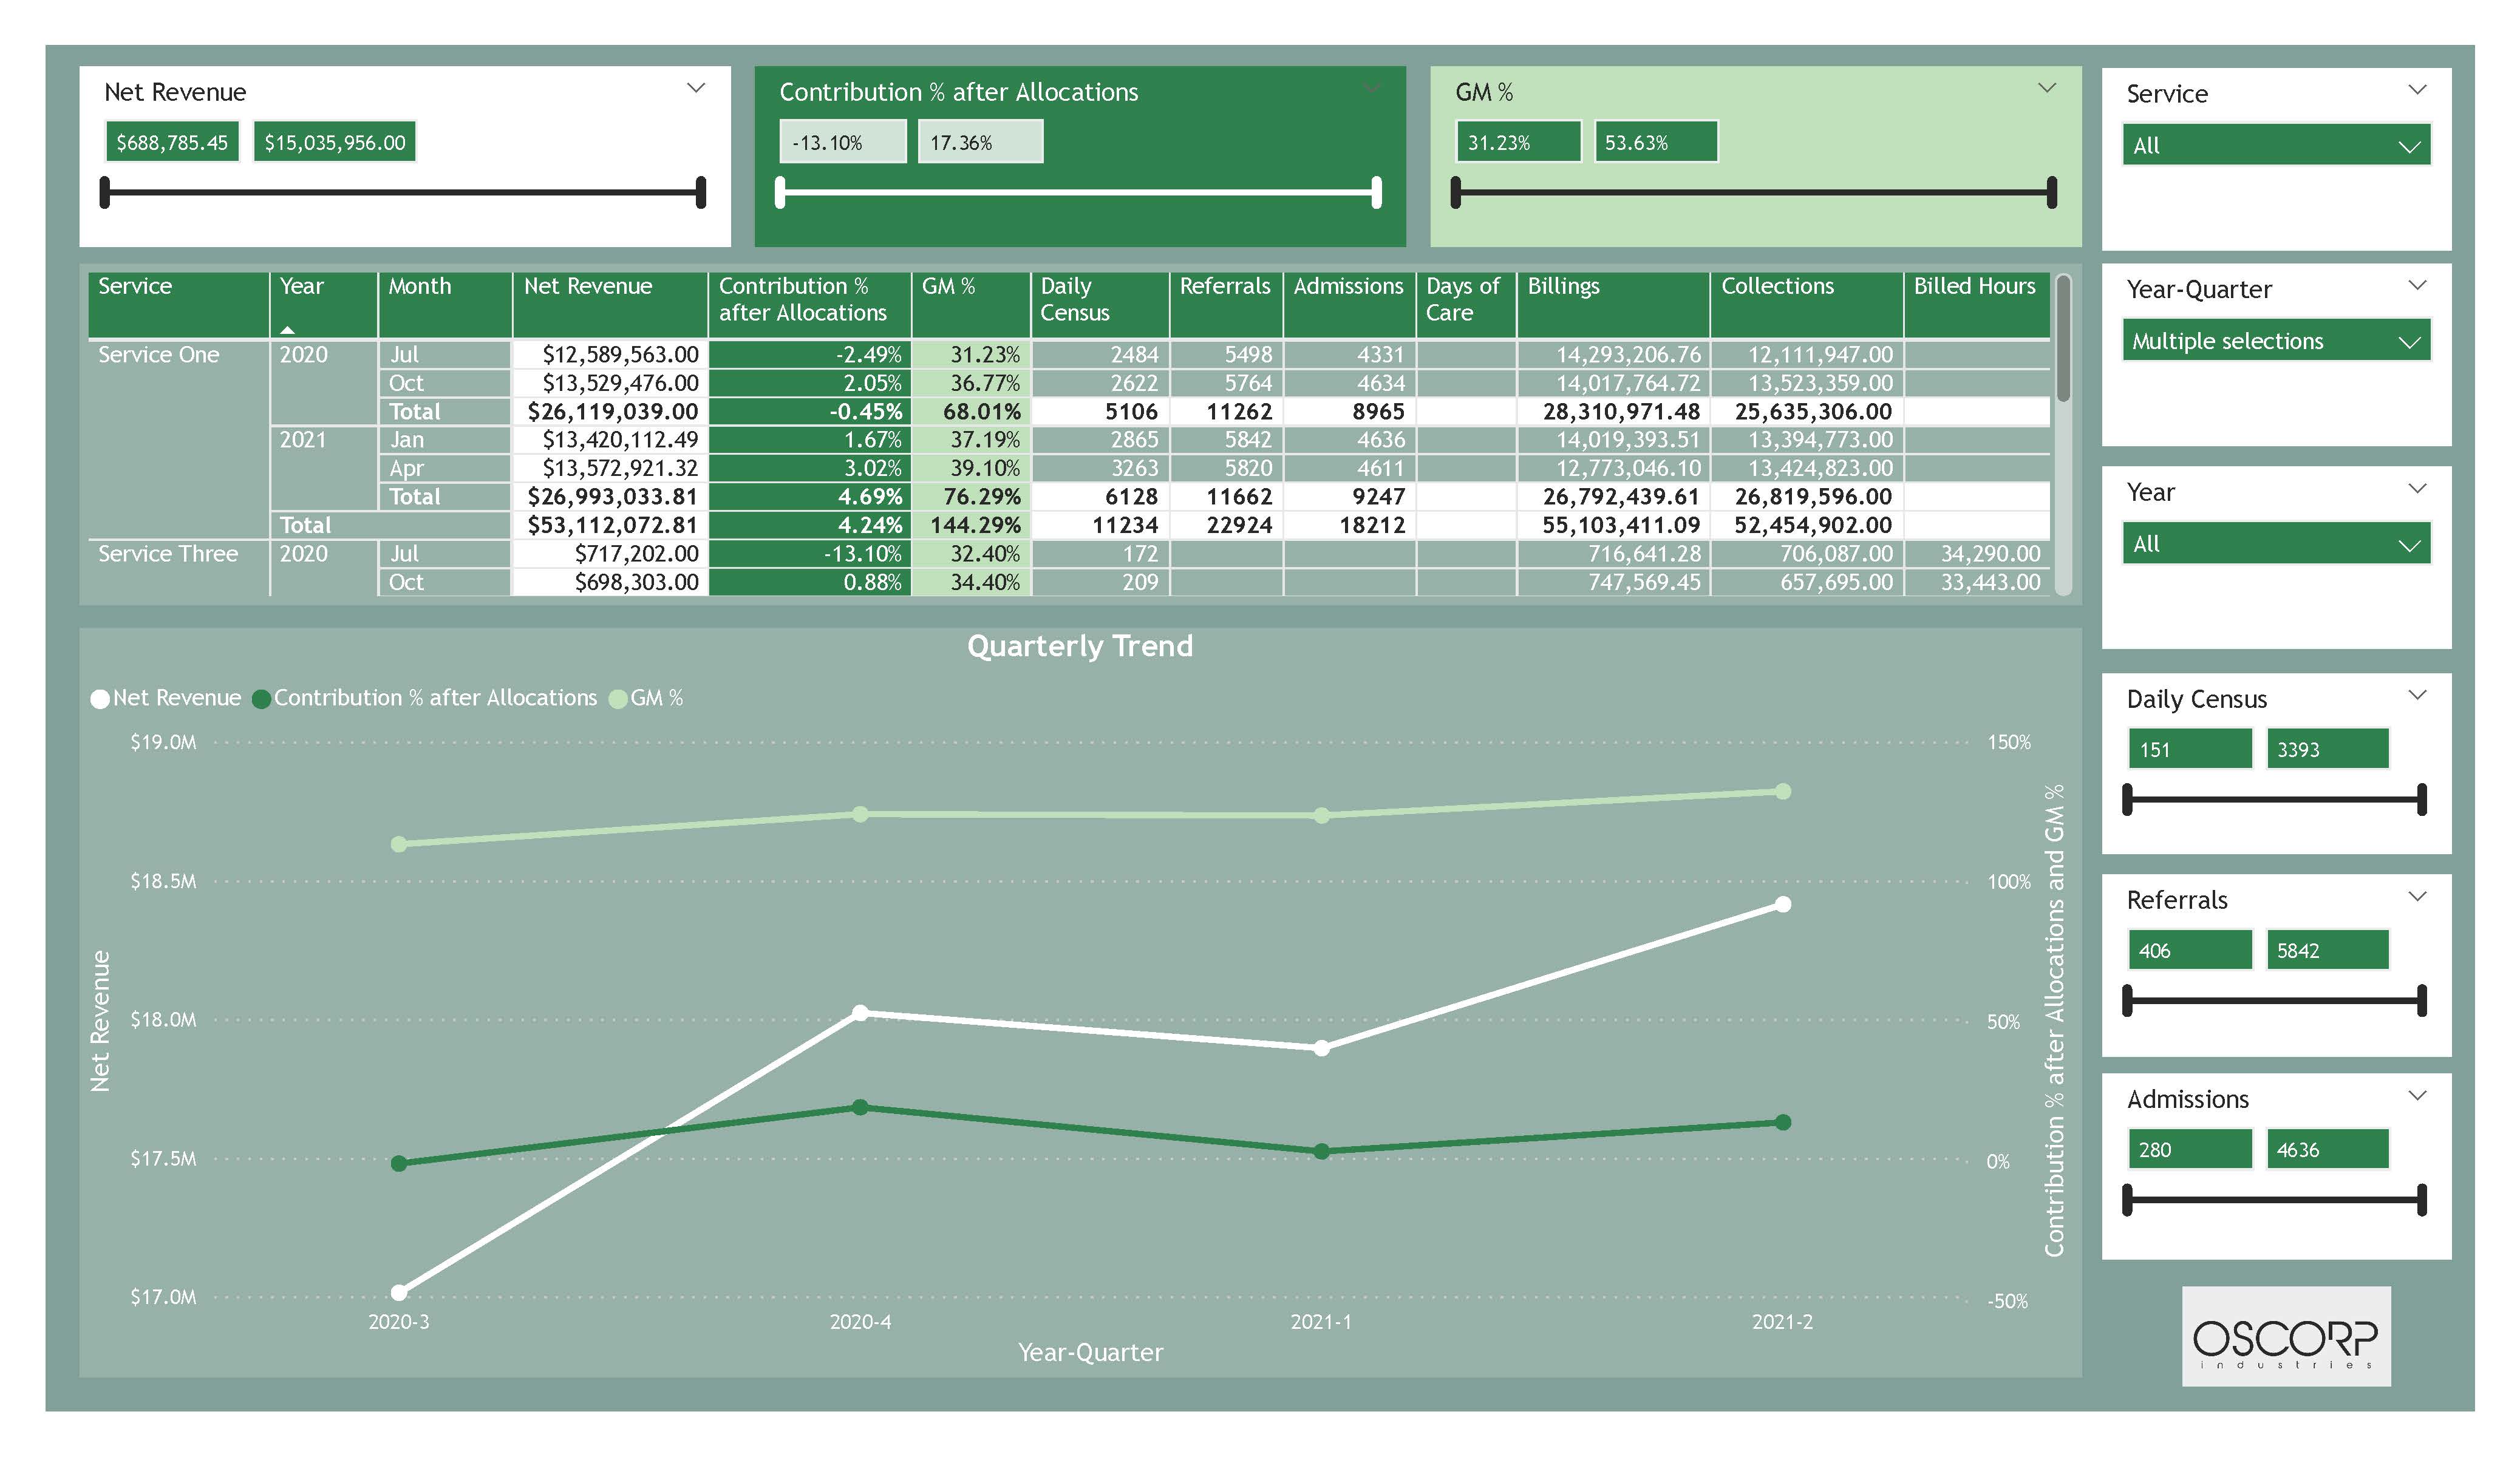 Net Revenue
$688,785.45 $15,035,956.00
Contribution % after Allocations
-13.10% 17.36%
GM %
31.23% 53.63%
Service
All
Service Year Month Net Revenue Contribution % after Allocations GM % Daily Census Referrals Admissions Days of Care Billings Collections Billed Hours
Service One 2020 Jul $12,589,563.00 -2.49% 31.23% 2484 5498 4331 14,293,206.76 12,111,947.00
Oct $13,529,476.00 2.05% 36.77% 2622 5764 4634 14,017,764.72 13,523,359.00
Total $26,119,039.00 -0.45% 68.01% 5106 11262 8965 28,310,971.48 25,635,306.00
2021 Jan $13,420,112.49 1.67% 37.19% 2865 5842 4636 14,019,393.51 13,394,773.00
Apr $13,572,921.32 3.02% 39.10% 3263 5820 4611 12,773,046.10 13,424,823.00
Total $26,993,033.81 4.69% 76.29% 6128 11662 9247 26,792,439.61 26,819,596.00
Total $53,112,072.81 4.24% 144.29% 11234 22924 18212 55,103,411.09 52,454,902.00
Service Three 2020 Jul $717,202.00 -13.10% 32.40% 172 716,641.28 706,087.00 34,290.00
Oct $698,303.00 0.88% 34.40% 209 747,569.45 657,695.00 33,443.00
Year-Quarter
Multiple selections
Year
All
Quarterly Trend
Net Revenue Contribution % after Allocations GM %
$19.0M
$18.5M
$18.0M
$17.5M
$17.0M
Net Revenue
150%
100%
50%
0%
-50%
Contribution % after Allocations and GM %
2020-3 2020-4 2021-1 2021-2
Year-Quarter
Daily Census
151 3393
Referrals
406 5842
Admissions
280 4636
OSCORP
industries